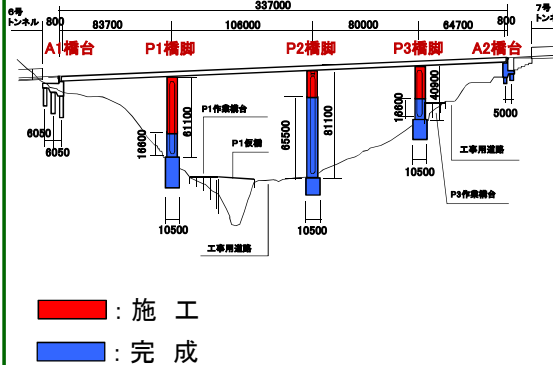 337000
6号
トンネル
7号
トンネル
800
83700
106000
80000
64700
800
A1橋台
P1橋脚
P2橋脚
P3橋脚
A2橋台
6050
6050
16600
61100
P1作業構台
P1仮橋
65500
81100
16600
40900
5000
10500
10500
10500
工事用道路
P3作業構台
工事用道路
：施 工
：完 成